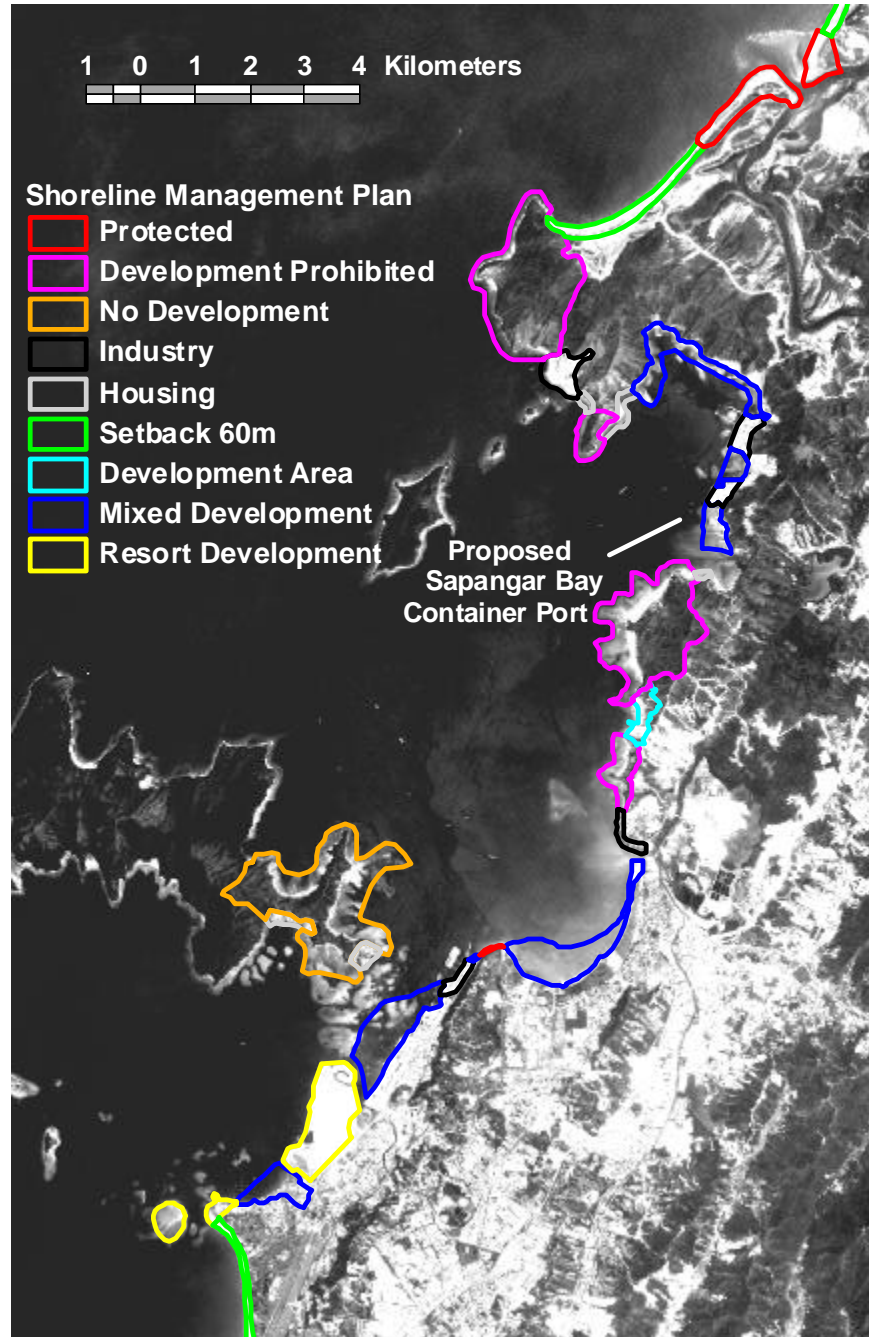 1 0 1 2 3 4 Kilometers
Shoreline Management Plan
Protected
Development Prohibited
No Development
Industry
Housing
Setback 60m
Development Area
Mixed Development
Resort Development
Proposed
Sapangar Bay
Container Port